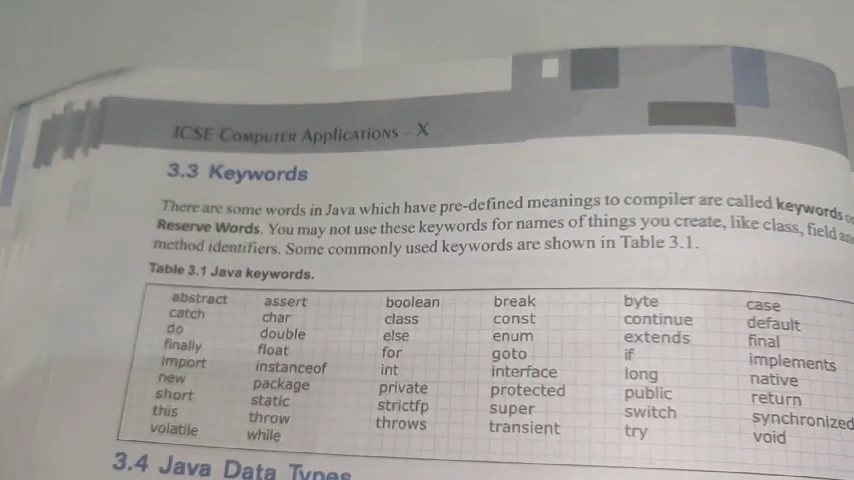 ICSE COMPUTER APPLICATIONS - X
3.3 Keywords
There are some words in Java which have pre-defined meanings to compiler are called keywords
Reserve Words. You may not use these keywords for names of things you create, like class, field
method identifiers. Some commonly used keywords are shown in Table 3.1.
Table 3.1 Java keywords.
abstract assert boolean break byte case
catch char class const continue default
do double else enum extends final
finally float for goto if implements
import instanceof int interface long native
new package private protected public return
short static strictfp super switch synchronized
this throw throws transient try void
volatile while
3.4 Java Data Types